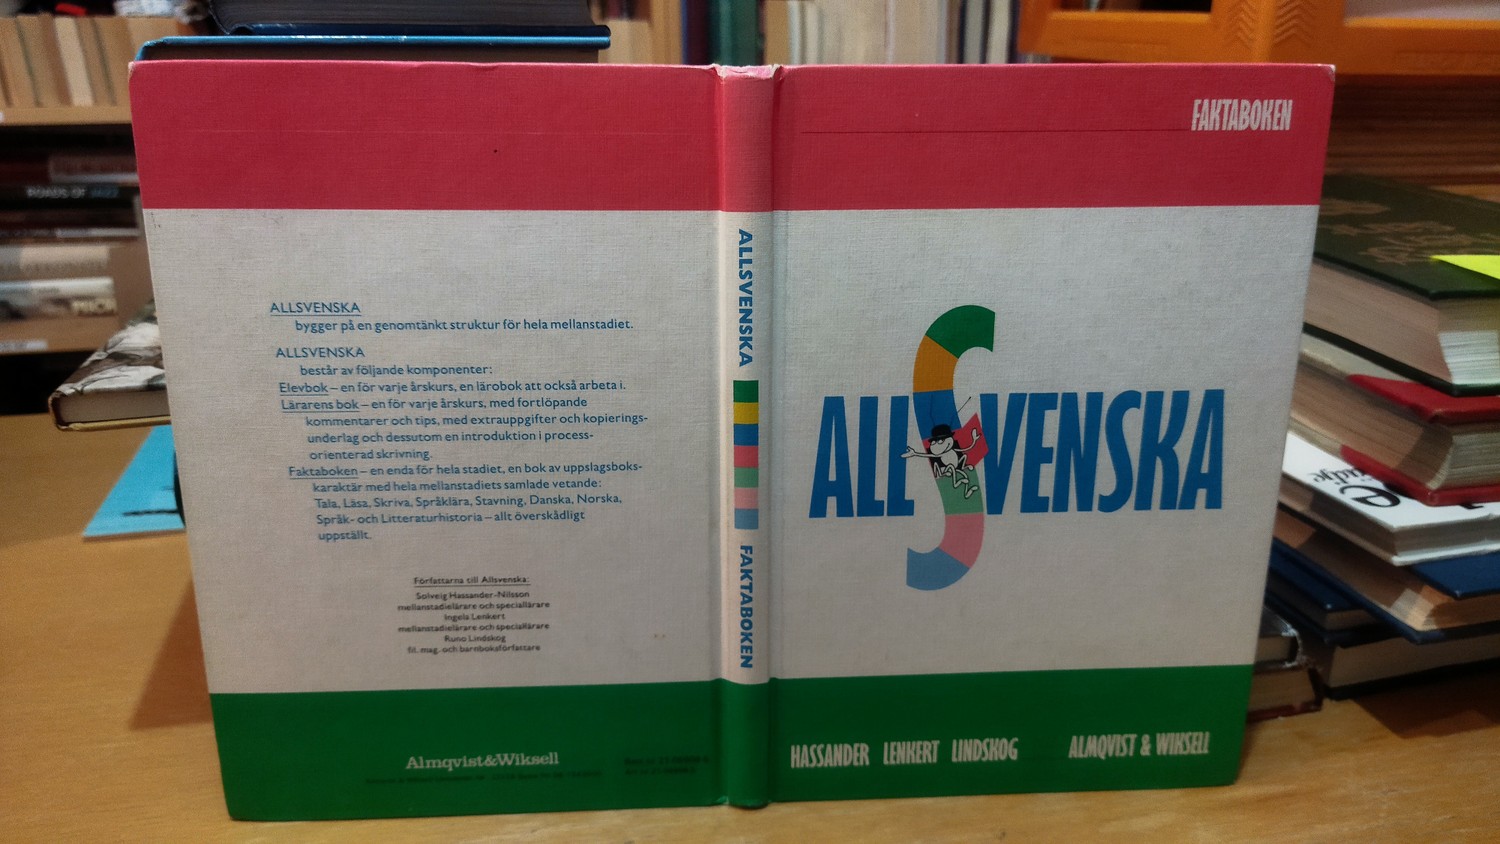 ALLSVENSKA
bygger på en genomtänkt struktur för hela mellanstadiet.
ALLSVENSKA
består av följande komponenter:
Elevbok – en för varje årskurs, en lärobok att också arbeta i.
Lärarens bok – en för varje årskurs, med fortlöpande
kommentarer och tips, med extrauppgifter och kopierings-
underlag och dessutom en introduktion i process-
orienterad skrivning.
Faktaboken – en enda för hela stadiet, en bok av uppslagsboks-
karaktär med hela mellanstadiets samlade vetande:
Tala, Läsa, Skriva, Språklära, Stavning, Danska, Norska,
Språk- och Litteraturhistoria – allt överskådligt
uppställt.
Författarna till Allsvenska:
Solveig Hassander-Nilsson
mellanstadielärare och speciallärare
Ingela Lenkert
mellanstadielärare och speciallärare
Runo Lindskog
fil. mag. och barnboksförfattare
Almqvist&Wiksell
ALLSVENSKA
FAKTABOKEN
FAKTABOKEN
ALLSVENSKA
HASSANDER LENKERT LINDSKOG
ALMQVIST & WIKSELL
ROADS OF